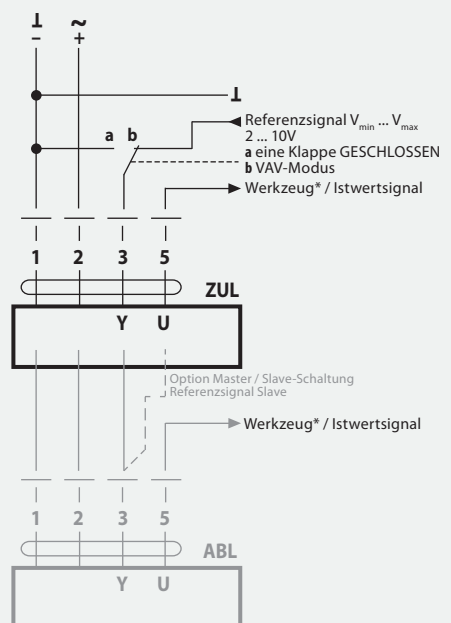 ⊥ ~
– +
⊥
a b
Referenzsignal Vmin ... Vmax
2 ... 10V
a eine Klappe GESCHLOSSEN
b VAV-Modus
Werkzeug* / Istwertsignal
1 2 3 5
ZUL
Y U
Option Master / Slave-Schaltung
Referenzsignal Slave
Werkzeug* / Istwertsignal
1 2 3 5
ABL
Y U